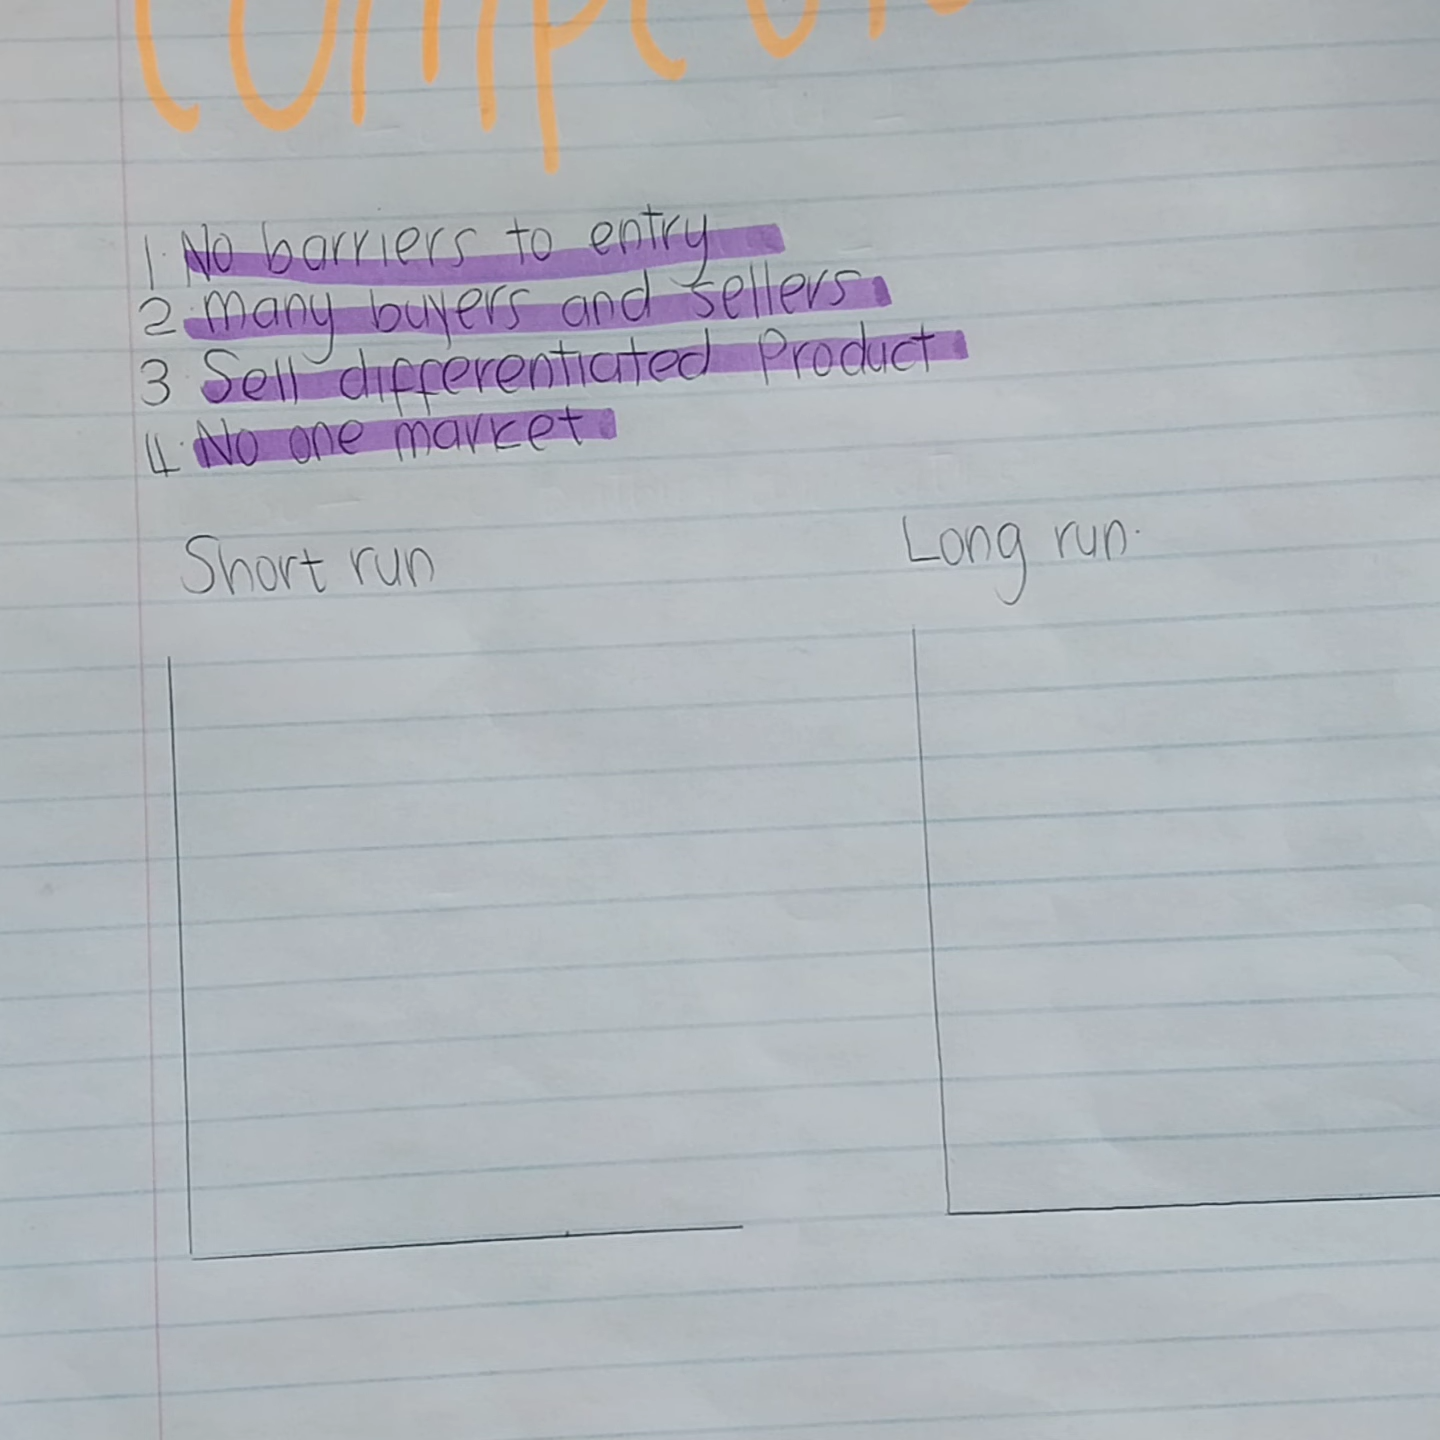 1. No barriers to entry
2. many buyers and sellers
3 Sell differentiated Product
4. No one market
Short run
Long run.